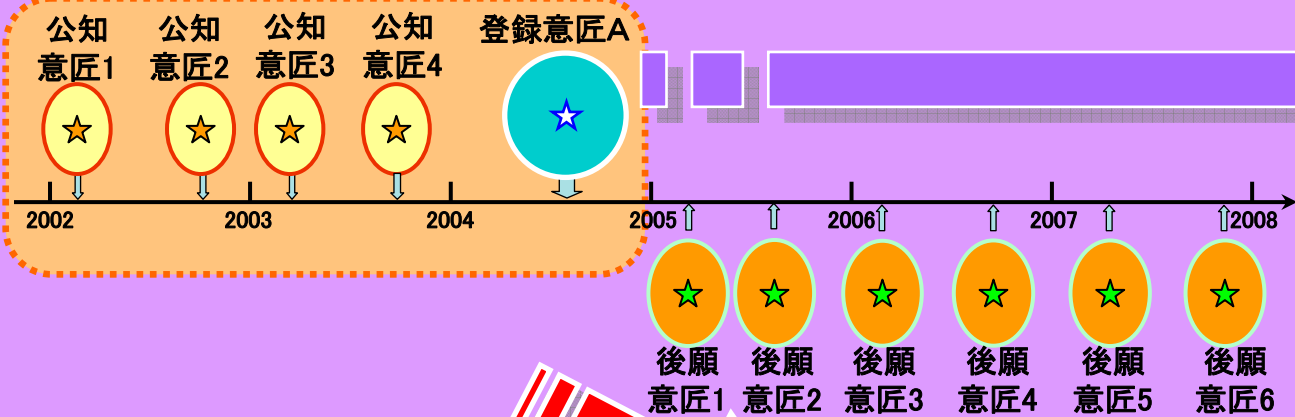 公知
意匠1
公知
意匠2
公知
意匠3
公知
意匠4
登録意匠A
2002
2003
2004
2005
2006
2007
2008
後願
意匠1
後願
意匠2
後願
意匠3
後願
意匠4
後願
意匠5
後願
意匠6